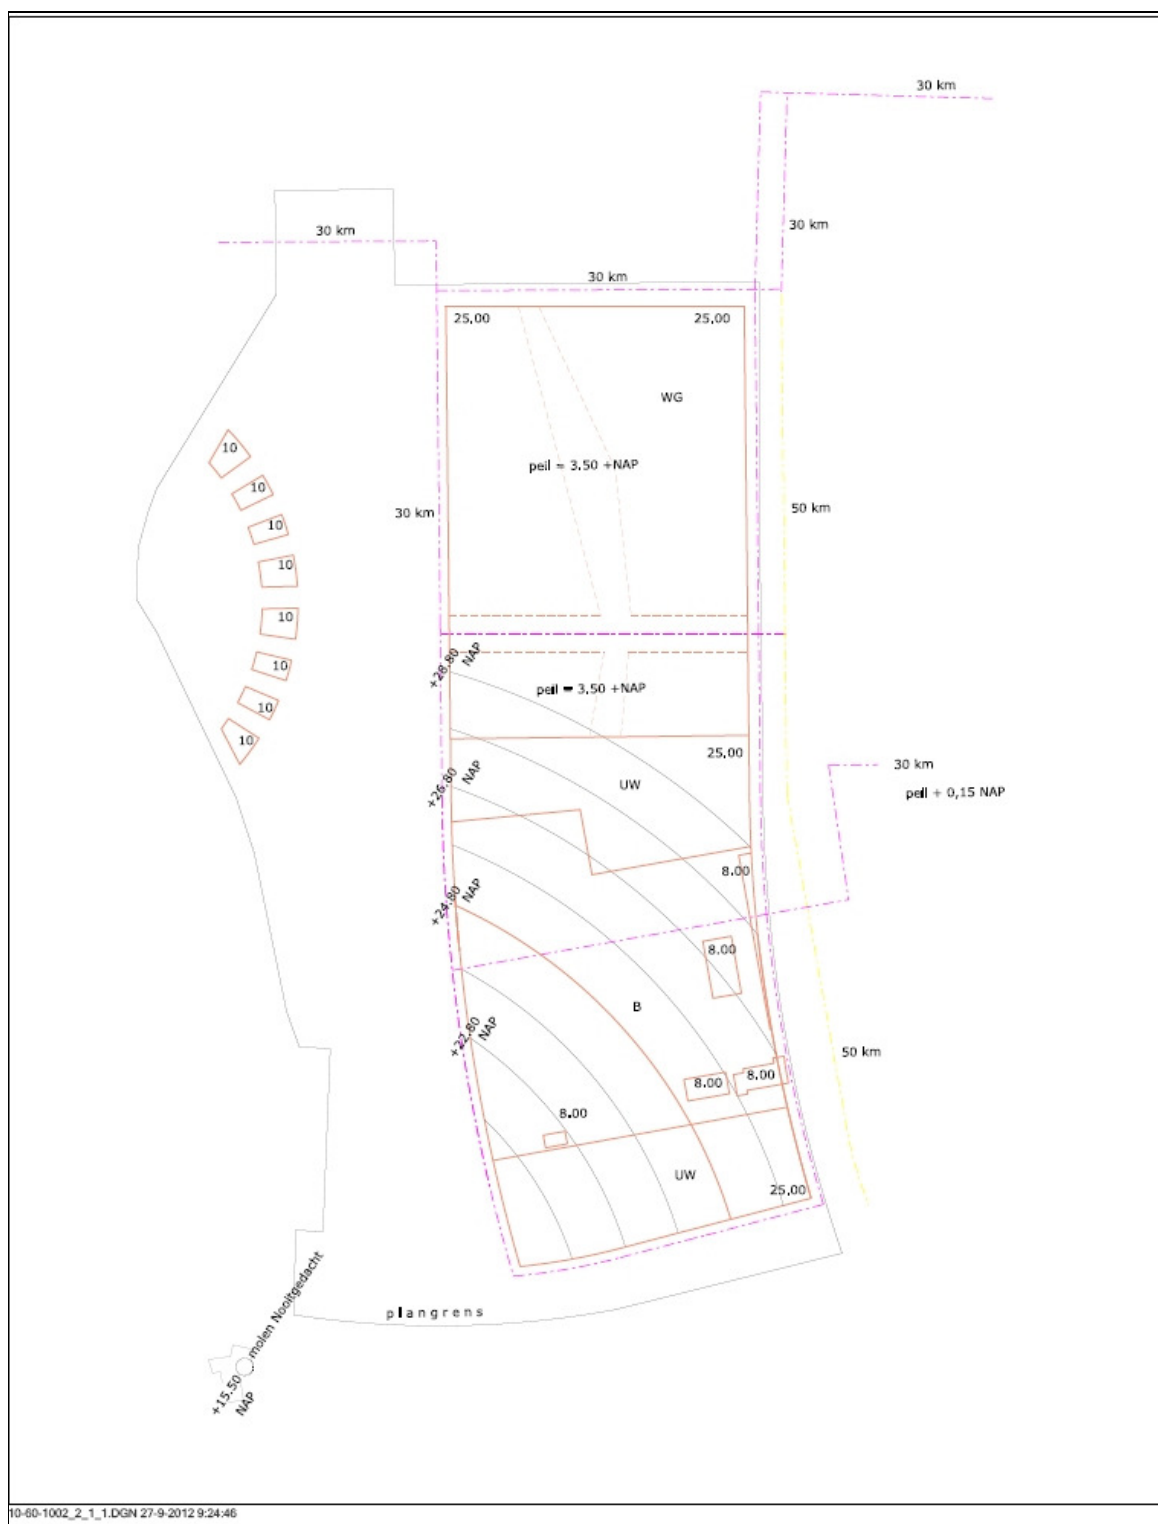 30 km
30 km
30 km
30 km
25,00
25,00
WG
10
peil = 3.50 +NAP
10
30 km
50 km
10
10
10
+28.80
NAP
10
peil = 3,50 +NAP
10
10
25,00
30 km
+26.80
NAP
UW
peil + 0,15 NAP
8.00
+24.80
NAP
8.00
B
+22.80
NAP
50 km
8.00
8.00
8.00
UW
25,00
molen Nooitgedacht
plangrens
+15.50
NAP
10-60-1002_2_1_1.DGN 27-9-2012 9:24:46